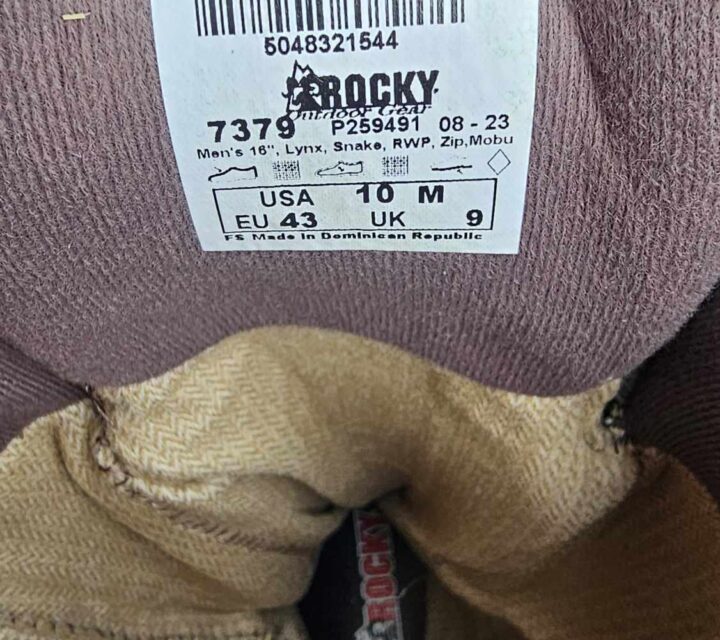 5048321544
ROCKY
Outdoor Gear
7379 P259491 08 - 23
Men's 16", Lynx, Snake, RWP, Zip,Mobu
USA 10 M
EU 43 UK 9
FS Made in Dominican Republic
ROCKY